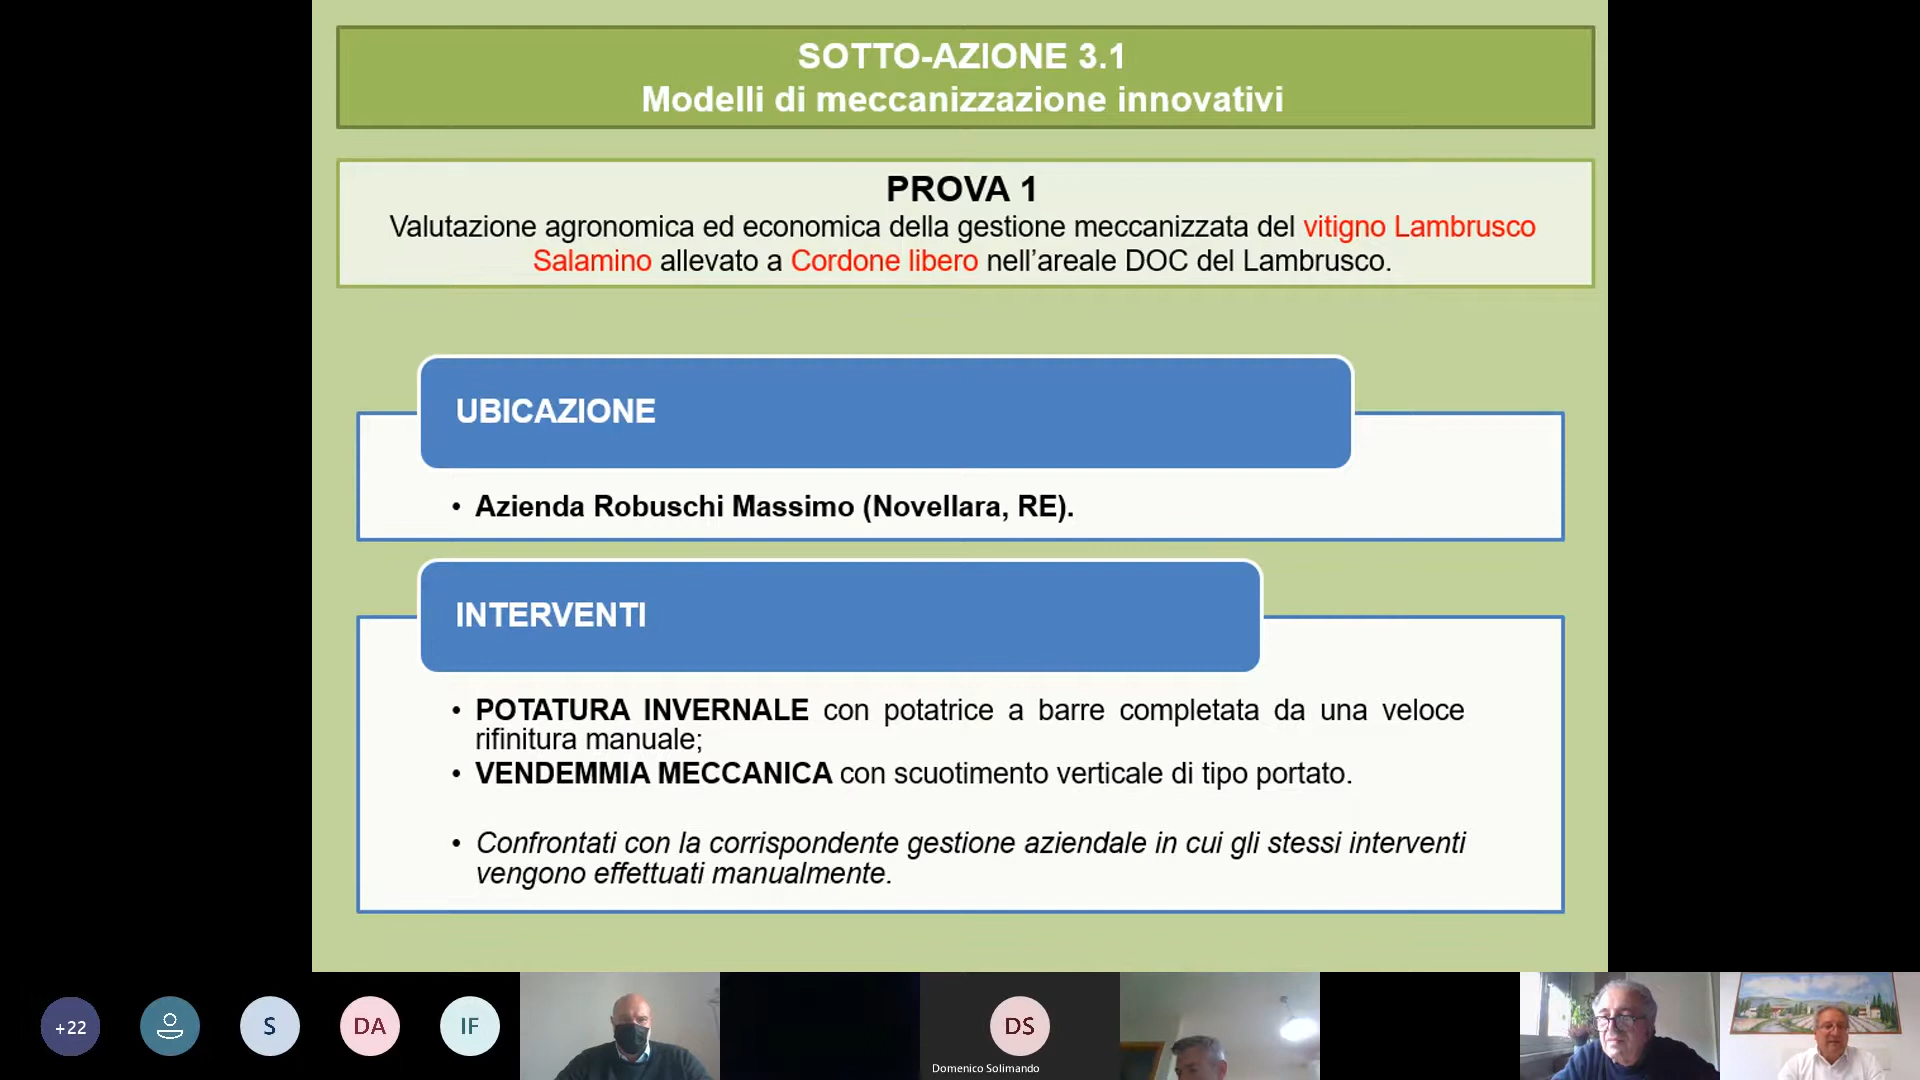 SOTTO-AZIONE 3.1
Modelli di meccanizzazione innovativi
PROVA 1
Valutazione agronomica ed economica della gestione meccanizzata del vitigno Lambrusco
Salamino allevato a Cordone libero nell’areale DOC del Lambrusco.
UBICAZIONE
• Azienda Robuschi Massimo (Novellara, RE).
INTERVENTI
• POTATURA INVERNALE con potatrice a barre completata da una veloce
rifinitura manuale;
• VENDEMMIA MECCANICA con scuotimento verticale di tipo portato.
• Confrontati con la corrispondente gestione aziendale in cui gli stessi interventi
vengono effettuati manualmente.
+22
S
DA
IF
DS
Domenico Solimando